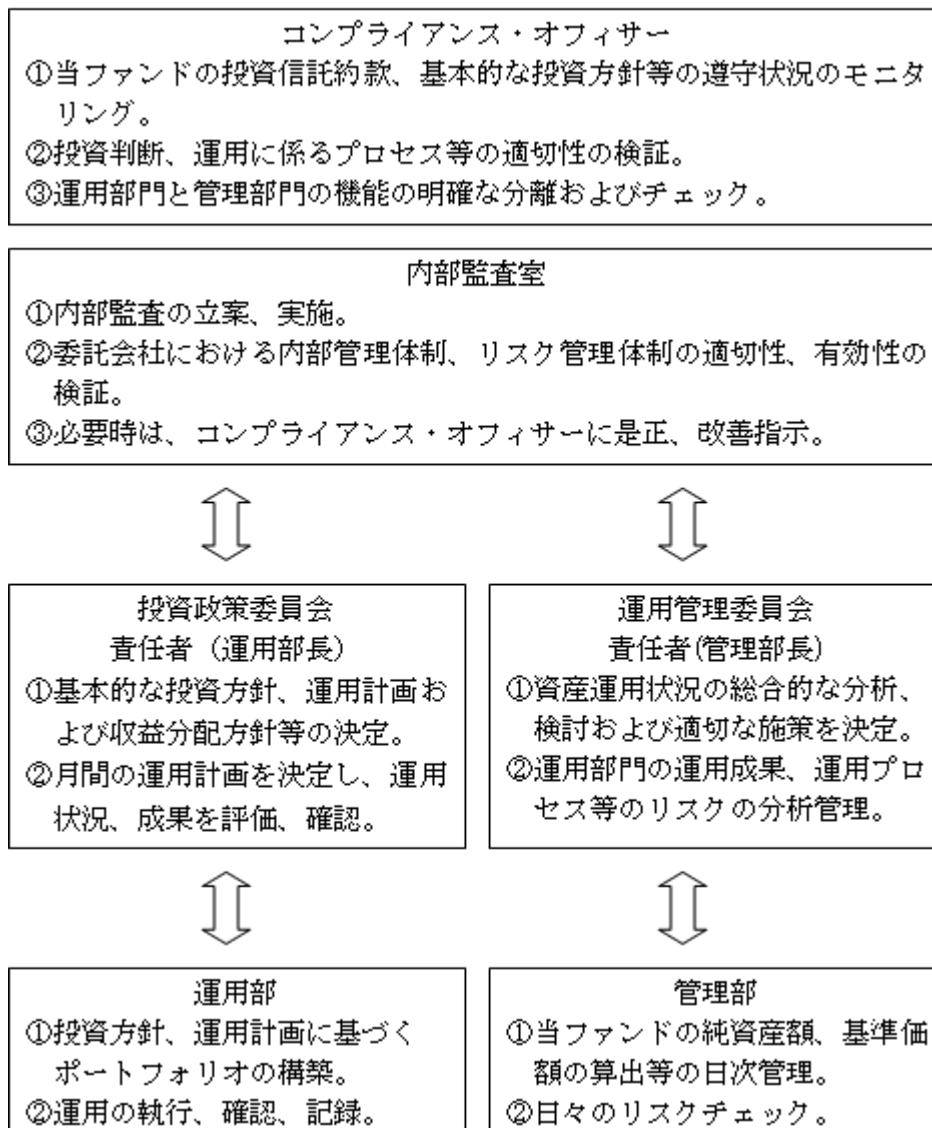 コンプライアンス・オフィサー
①当ファンドの投資信託約款、基本的な投資方針等の遵守状況のモニタ
リング。
②投資判断、運用に係るプロセス等の適切性の検証。
③運用部門と管理部門の機能の明確な分離およびチェック。
内部監査室
①内部監査の立案、実施。
②委託会社における内部管理体制、リスク管理体制の適切性、有効性の
検証。
③必要時は、コンプライアンス・オフィサーに是正、改善指示。
投資政策委員会
責任者（運用部長）
①基本的な投資方針、運用計画お
よび収益分配方針等の決定。
②月間の運用計画を決定し、運用
状況、成果を評価、確認。
運用管理委員会
責任者(管理部長)
①資産運用状況の総合的な分析、
検討および適切な施策を決定。
②運用部門の運用成果、運用プロ
セス等のリスクの分析管理。
運用部
①投資方針、運用計画に基づく
ポートフォリオの構築。
②運用の執行、確認、記録。
管理部
①当ファンドの純資産額、基準価
額の算出等の日次管理。
②日々のリスクチェック。